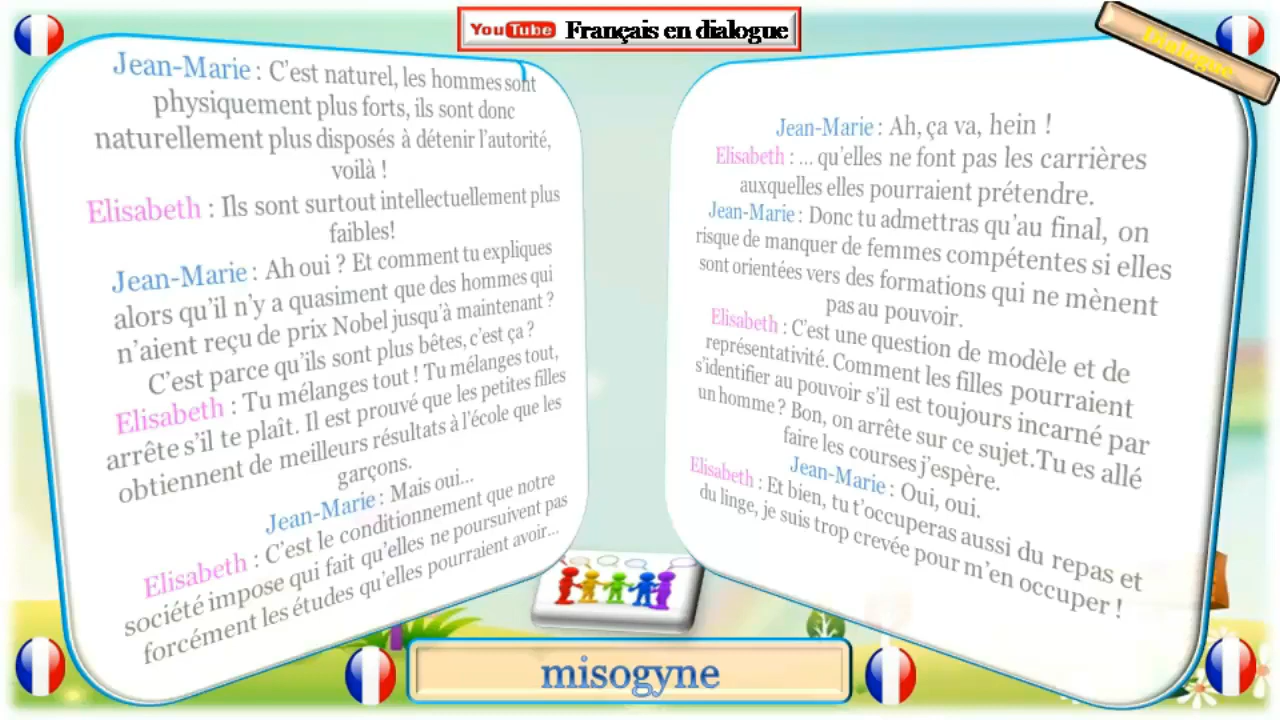 YouTube Français en dialogue
Dialogue
Jean-Marie : C'est naturel, les hommes sont
physiquement plus forts, ils sont donc
naturellement plus disposés à détenir l'autorité,
voilà !
Elisabeth : Ils sont surtout intellectuellement plus
faibles!
Jean-Marie : Ah oui ? Et comment tu expliques
alors qu'il n'y a quasiment que des hommes qui
n'aient reçu de prix Nobel jusqu'à maintenant ?
C'est parce qu'ils sont plus bêtes, c'est ça ?
Elisabeth : Tu mélanges tout ! Tu mélanges tout,
arrête s'il te plaît. Il est prouvé que les petites filles
obtiennent de meilleurs résultats à l'école que les
garçons.
Jean-Marie : Mais oui...
Elisabeth : C'est le conditionnement que notre
société impose qui fait qu'elles ne poursuivent pas
forcément les études qu'elles pourraient avoir...
Jean-Marie : Ah, ça va, hein !
Elisabeth : ... qu'elles ne font pas les carrières
auxquelles elles pourraient prétendre.
Jean-Marie : Donc tu admettras qu'au final, on
risque de manquer de femmes compétentes si elles
sont orientées vers des formations qui ne mènent
pas au pouvoir.
Elisabeth : C'est une question de modèle et de
représentativité. Comment les filles pourraient
s'identifier au pouvoir s'il est toujours incarné par
un homme ? Bon, on arrête sur ce sujet.Tu es allé
faire les courses j'espère.
Jean-Marie : Oui, oui.
Elisabeth : Et bien, tu t'occuperas aussi du repas et
du linge, je suis trop crevée pour m'en occuper !
misogyne